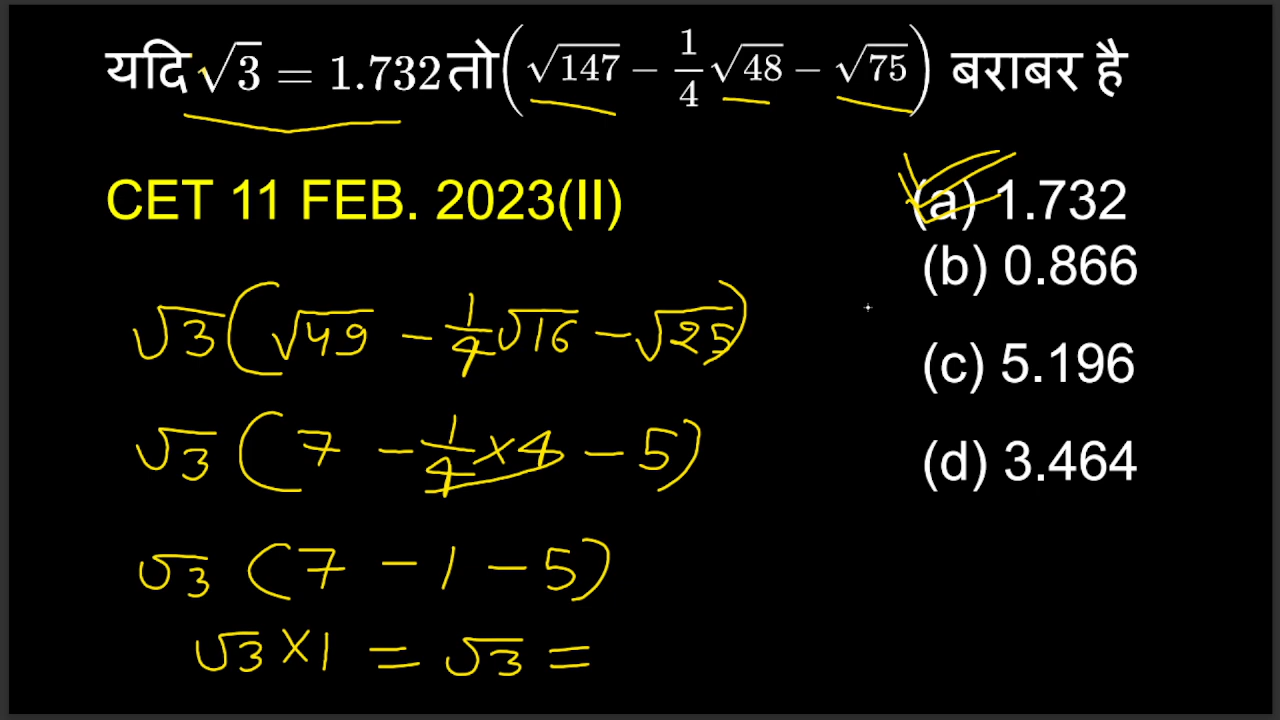 यदि √3 = 1.732 तो (√147 − 1/4 √48 − √75) बराबर है
CET 11 FEB. 2023(II)
(a) 1.732
(b) 0.866
(c) 5.196
(d) 3.464
√3 (√49 − 1/4 √16 − √25)
√3 (7 − 1/4 × 4 − 5)
√3 (7 − 1 − 5)
√3 × 1 = √3 =